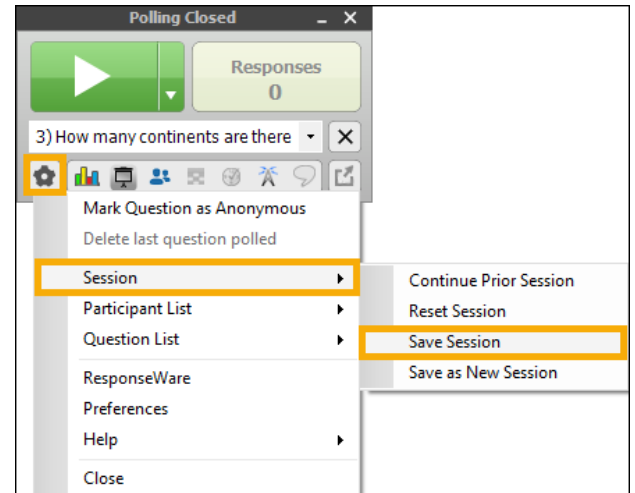 Polling Closed
Responses
0
3) How many continents are there
Mark Question as Anonymous
Delete last question polled
Session
Participant List
Question List
ResponseWare
Preferences
Help
Close
Continue Prior Session
Reset Session
Save Session
Save as New Session